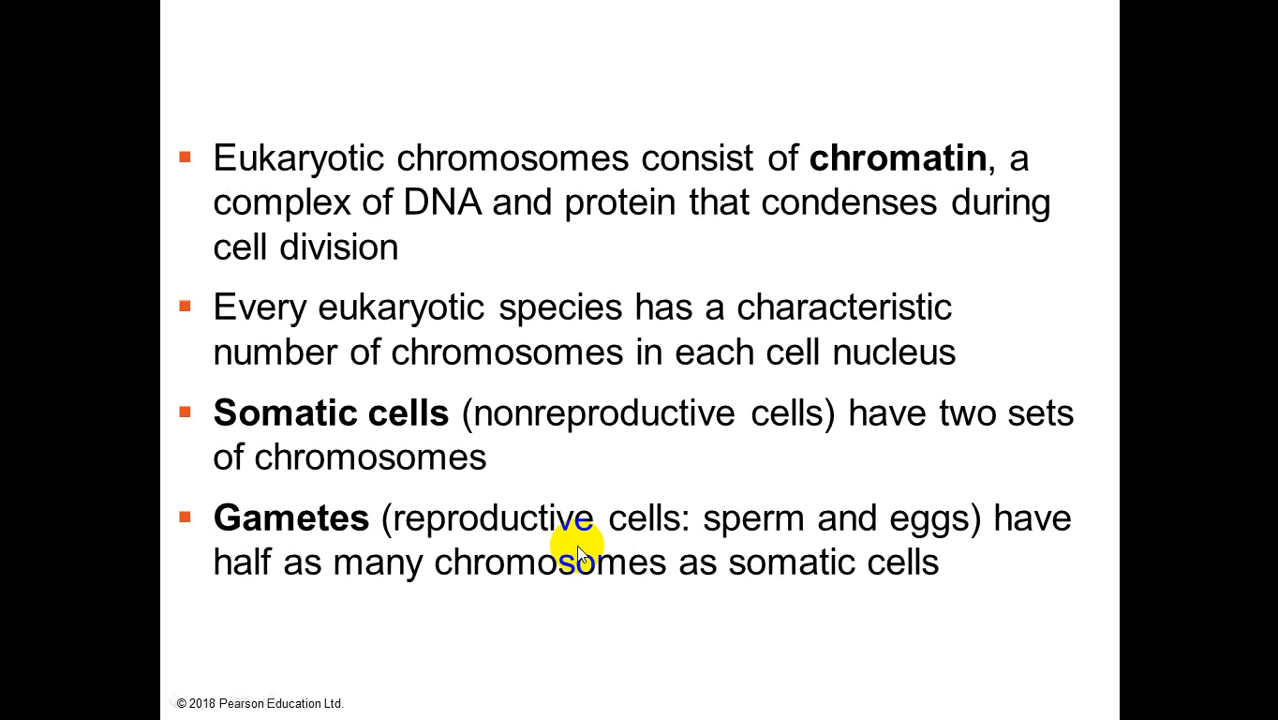 Eukaryotic chromosomes consist of chromatin, a
complex of DNA and protein that condenses during
cell division
Every eukaryotic species has a characteristic
number of chromosomes in each cell nucleus
Somatic cells (nonreproductive cells) have two sets
of chromosomes
Gametes (reproductive cells: sperm and eggs) have
half as many chromosomes as somatic cells
© 2018 Pearson Education Ltd.